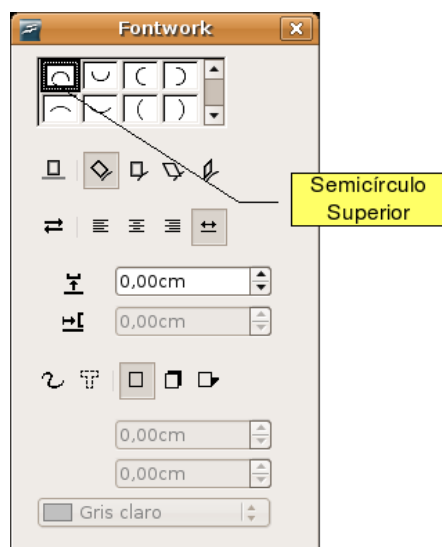 Fontwork
Semicírculo
Superior
0,00cm
0,00cm
0,00cm
0,00cm
Gris claro